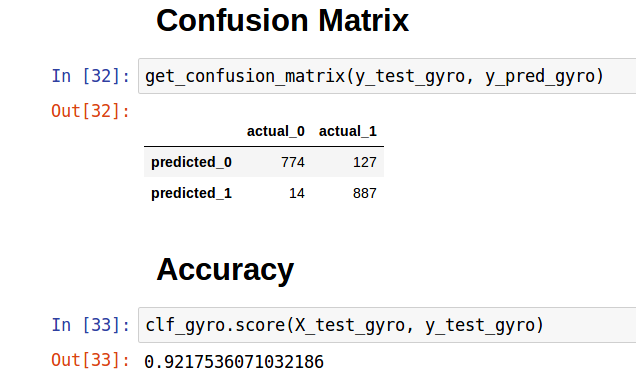 Confusion Matrix
In [32]: get_confusion_matrix(y_test_gyro, y_pred_gyro)
Out[32]:
actual_0 actual_1
predicted_0 774 127
predicted_1 14 887
Accuracy
In [33]: clf_gyro.score(X_test_gyro, y_test_gyro)
Out[33]: 0.9217536071032186